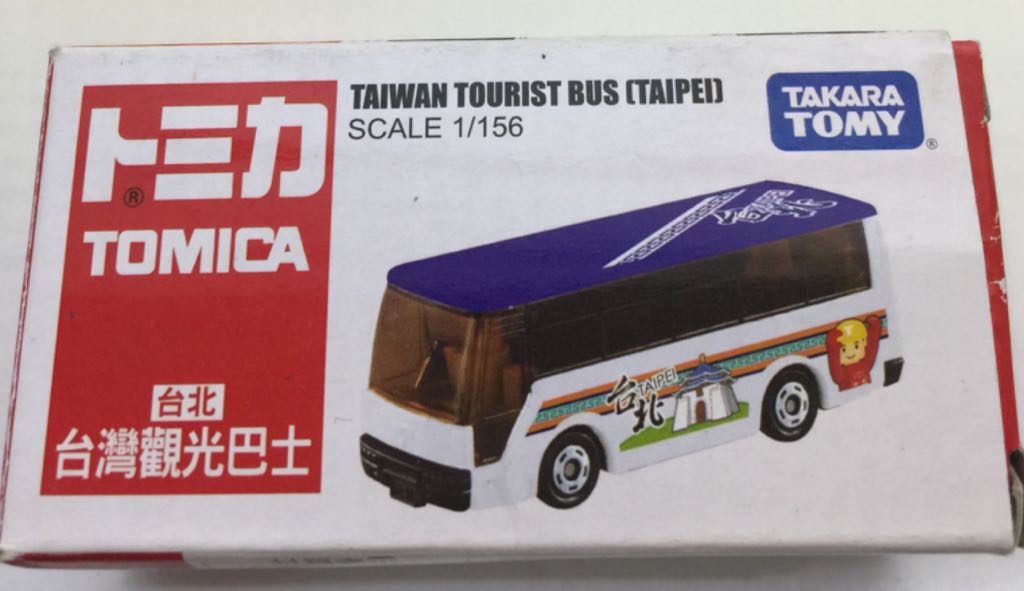 トミカ®
TOMICA
台北
台灣觀光巴士
TAIWAN TOURIST BUS (TAIPEI)
SCALE 1/156
TAKARA
TOMY®
台北
TAIPEI